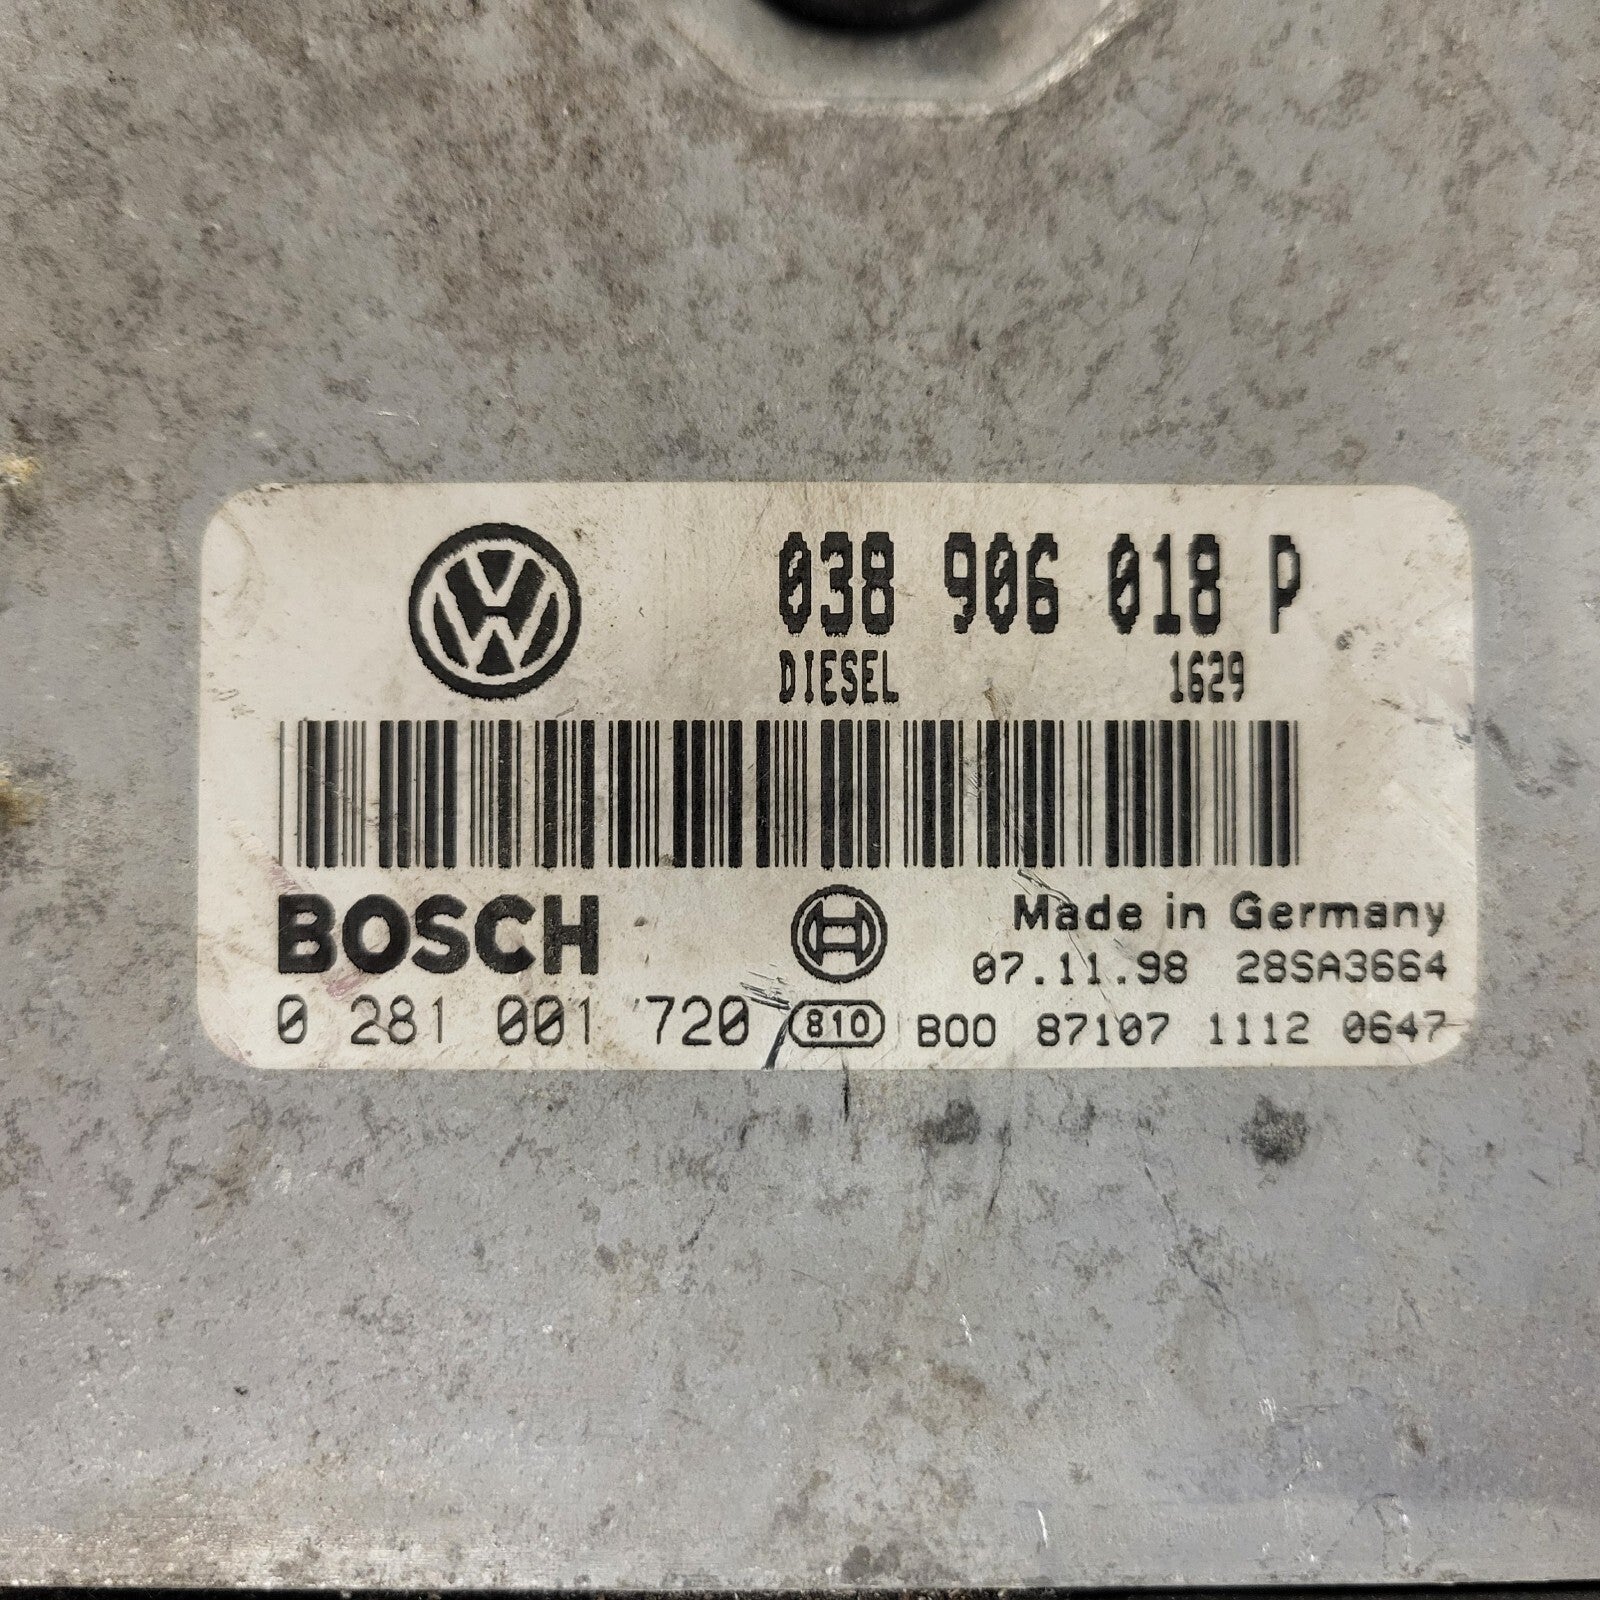 038 906 018 P
DIESEL 1629
BOSCH
Made in Germany
07.11.98 28SA3664
0 281 001 720 810 B00 87107 1112 0647